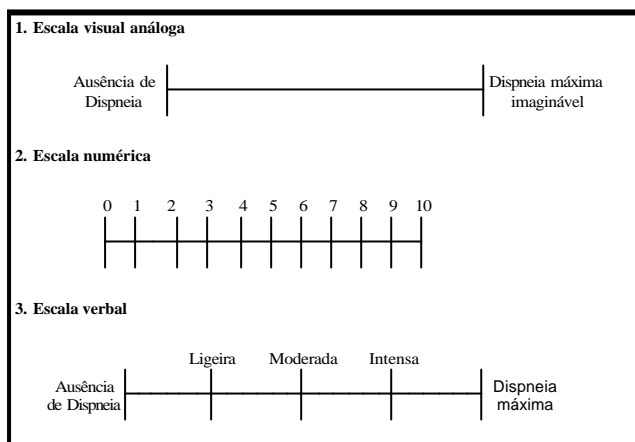 1. Escala visual análoga
Ausência de
Dispneia
Dispneia máxima
imaginável
2. Escala numérica
0 1 2 3 4 5 6 7 8 9 10
3. Escala verbal
Ligeira Moderada Intensa
Ausência
de Dispneia
Dispneia
máxima